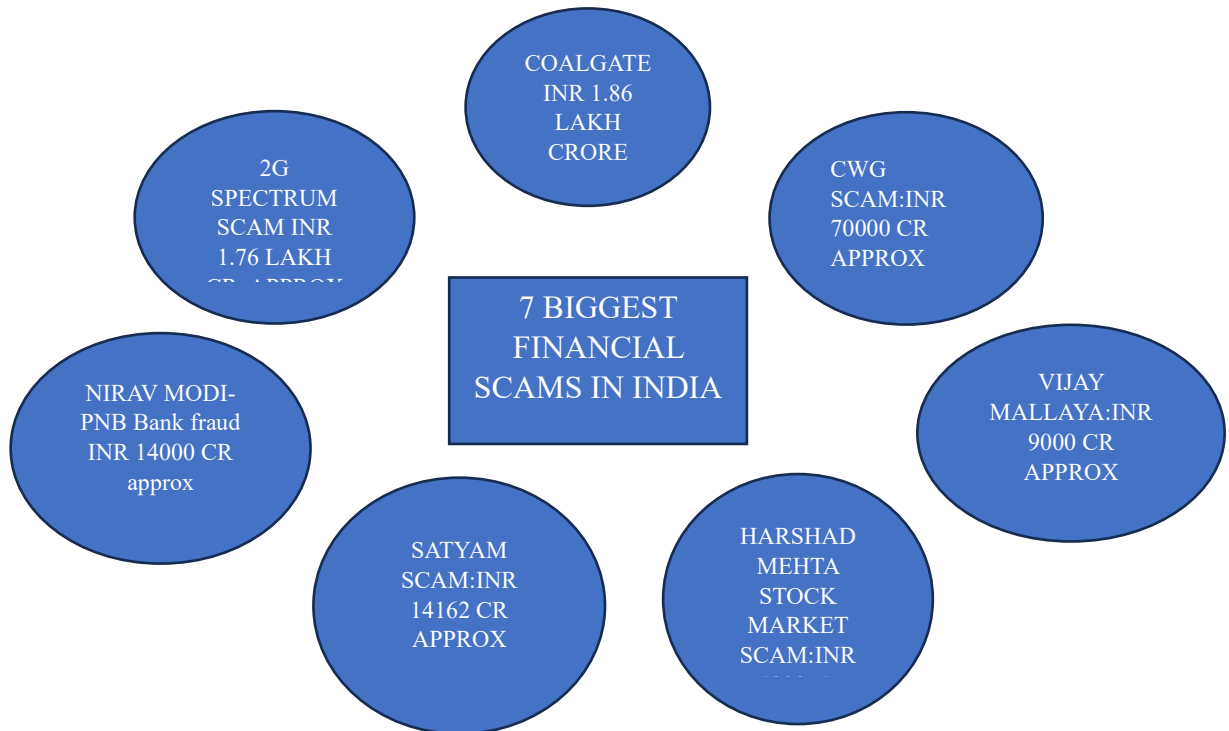 COALGATE
INR 1.86
LAKH
CRORE
2G
SPECTRUM
SCAM INR
1.76 LAKH
CWG
SCAM:INR
70000 CR
APPROX
7 BIGGEST
FINANCIAL
SCAMS IN INDIA
NIRAV MODI-
PNB Bank fraud
INR 14000 CR
approx
VIJAY
MALLAYA:INR
9000 CR
APPROX
SATYAM
SCAM:INR
14162 CR
APPROX
HARSHAD
MEHTA
STOCK
MARKET
SCAM:INR